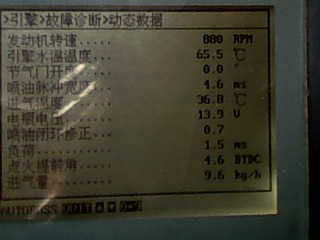 >引擎>故障诊断>动态数据
发动机转速..... 880 RPM
引擎水温温度... 65.5 ℃
节气门开度..... 0.0 °
喷油脉冲宽度... 4.6 ms
进气温度....... 36.8 ℃
电瓶电压....... 13.9 V
喷油闭环修正... 0.7
负荷........... 1.5 ms
点火提前角..... 4.6 BTDC
进气量......... 9.6 kg/h
AUTOBOSS EXIT ▲ ▼